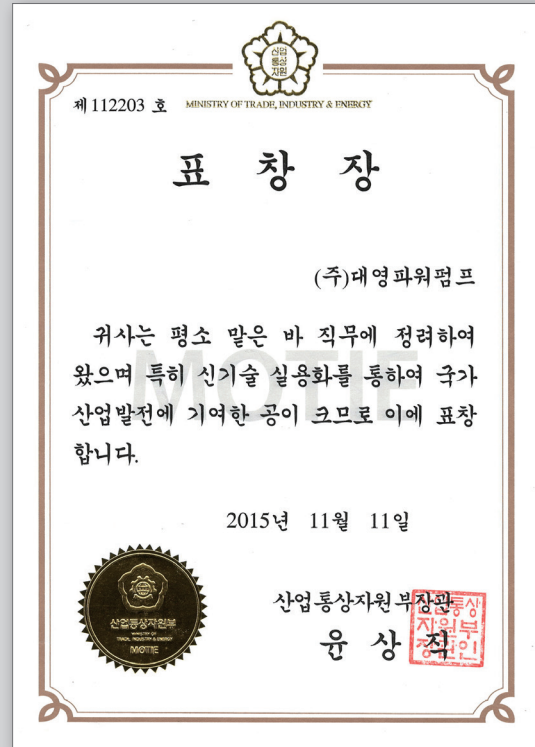 산업
통상
자원
제 112203 호
MINISTRY OF TRADE, INDUSTRY & ENERGY
표 창 장
(주)대영파워펌프
귀사는 평소 맡은 바 직무에 정려하여
왔으며 특히 신기술 실용화를 통하여 국가
산업발전에 기여한 공이 크므로 이에 표창
합니다.
MOTIE
2015년 11월 11일
산업통상자원부
MINISTRY OF
TRADE, INDUSTRY & ENERGY
MOTIE
산업통상자원부장관
윤 상 직
산업통상
자원부
장관인